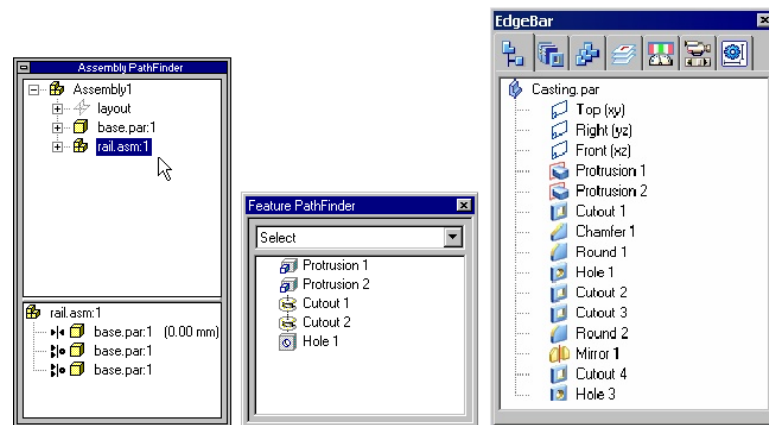 Assembly PathFinder
Assembly1
layout
base.par:1
rail.asm:1
rail.asm:1
base.par:1 (0.00 mm)
base.par:1
base.par:1
Feature PathFinder
Select
Protrusion 1
Protrusion 2
Cutout 1
Cutout 2
Hole 1
EdgeBar
Casting.par
Top (xy)
Right (yz)
Front (xz)
Protrusion 1
Protrusion 2
Cutout 1
Chamfer 1
Round 1
Hole 1
Cutout 2
Cutout 3
Round 2
Mirror 1
Cutout 4
Hole 3